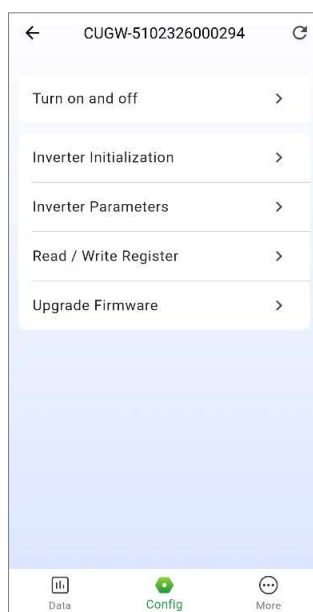 CUGW-5102326000294
Turn on and off
Inverter Initialization
Inverter Parameters
Read / Write Register
Upgrade Firmware
Data
Config
More